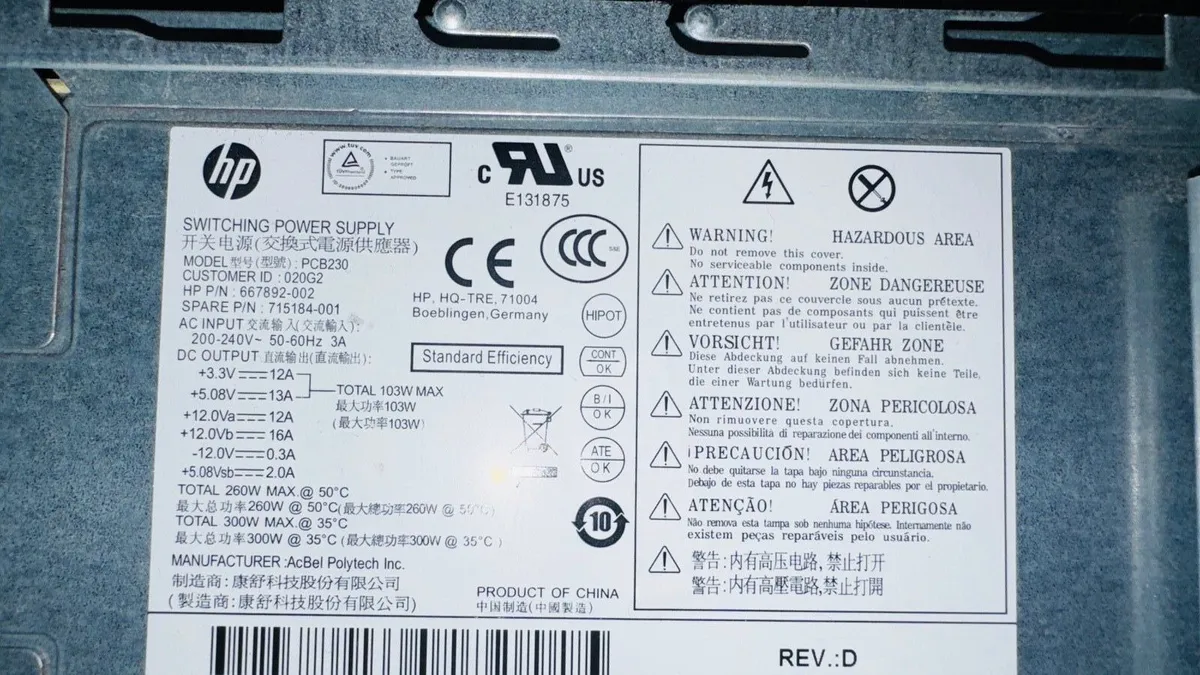 hp
www.tuv.com
BAUART
GEPRÜFT
TYPE
APPROVED
c RU US
E131875
SWITCHING POWER SUPPLY
开关电源(交換式電源供應器)
MODEL 型号(型號) : PCB230
CUSTOMER ID : 020G2
HP P/N : 667892-002
SPARE P/N : 715184-001
AC INPUT 交流输入(交流輸入):
200-240V~ 50-60Hz 3A
DC OUTPUT 直流输出(直流輸出):
+3.3V⎓12A
+5.08V⎓13A
TOTAL 103W MAX
最大功率103W
(最大功率103W)
+12.0Va⎓12A
+12.0Vb⎓16A
-12.0V⎓0.3A
+5.08Vsb⎓2.0A
TOTAL 260W MAX.@ 50°C
最大总功率260W @ 50°C(最大總功率260W @ 50°C)
TOTAL 300W MAX.@ 35°C
最大总功率300W @ 35°C (最大總功率300W @ 35°C )
MANUFACTURER :AcBel Polytech Inc.
制造商: 康舒科技股份有限公司
(製造商: 康舒科技股份有限公司)
CE
CCC
HP, HQ-TRE, 71004
Boeblingen,Germany
Standard Efficiency
HIPOT
CONT
OK
B/I
OK
ATE
OK
10
PRODUCT OF CHINA
中国制造(中國製造)
WARNING! HAZARDOUS AREA
Do not remove this cover.
No serviceable components inside.
ATTENTION! ZONE DANGEREUSE
Ne retirez pas ce couvercle sous aucun prétexte.
Ne contient pas de composants qui puissent être
entretenus par l'utilisateur ou par la clientèle.
VORSICHT! GEFAHR ZONE
Diese Abdeckung auf keinen Fall abnehmen.
Unter dieser Abdeckung befinden sich keine Teile,
die einer Wartung bedürfen.
ATTENZIONE! ZONA PERICOLOSA
Non rimuovere questa copertura.
Nessuna possibilità di reparazione dei componenti all'interno.
¡PRECAUCIÓN! AREA PELIGROSA
No debe quitarse la tapa bajo ninguna circunstancia.
Debajo de esta tapa no hay piezas reparables por el propietario.
ATENÇÃO! ÁREA PERIGOSA
Não remova esta tampa sob nenhuma hipótese. Internamente não
existem peças reparáveis pelo usuário.
警告: 内有高压电路, 禁止打开
警告: 内有高壓電路,禁止打開
REV.:D